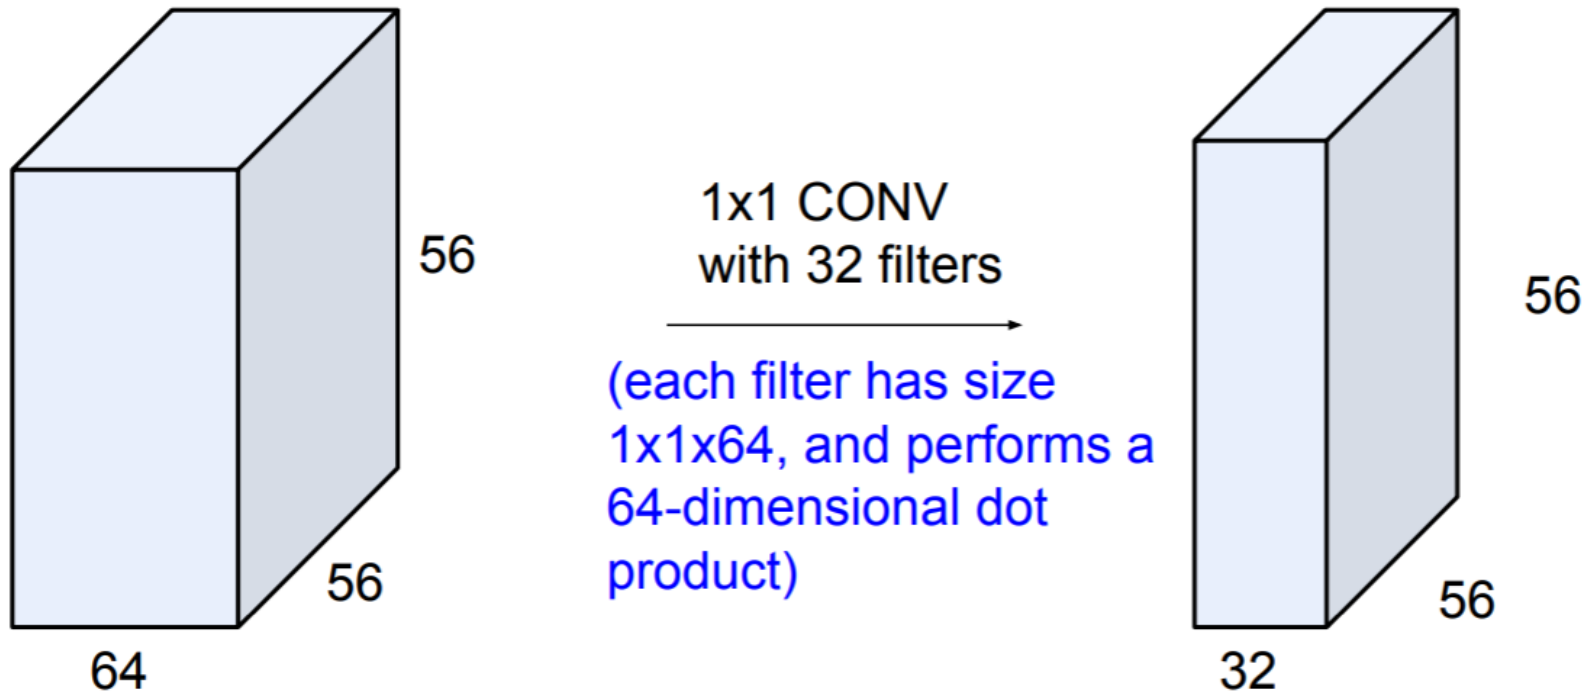 56
56
64
1x1 CONV
with 32 filters
(each filter has size
1x1x64, and performs a
64-dimensional dot
product)
56
56
32